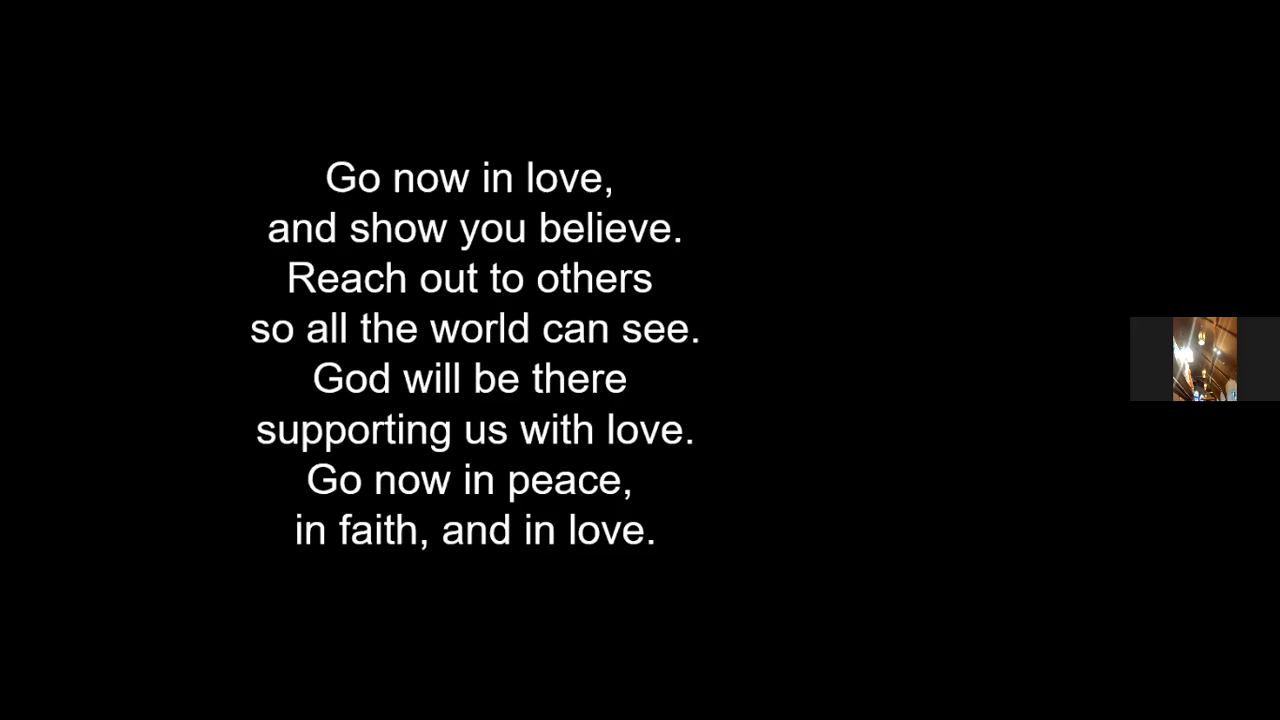 Go now in love,
and show you believe.
Reach out to others
so all the world can see.
God will be there
supporting us with love.
Go now in peace,
in faith, and in love.